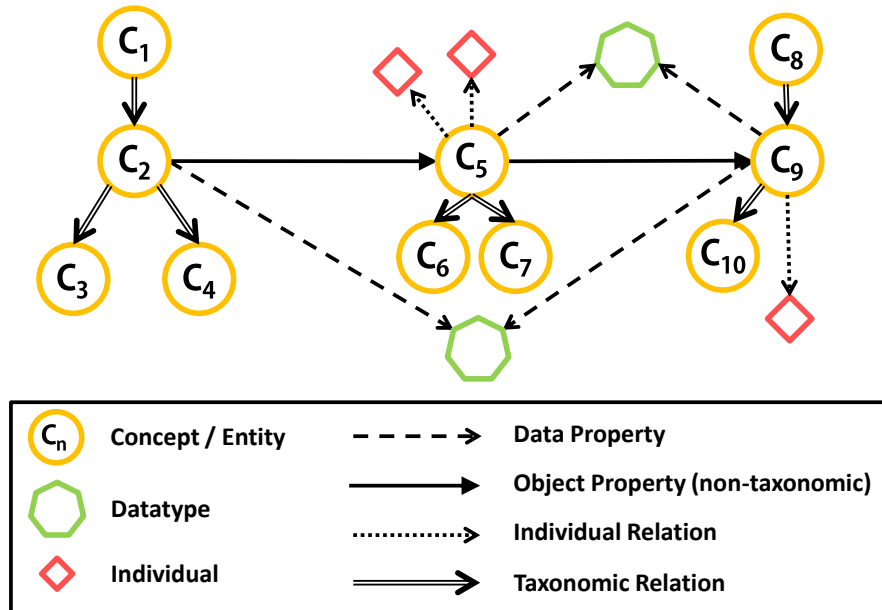 C1
C8
C2
C5
C9
C3
C4
C6
C7
C10
Cn
Concept / Entity
Data Property
Object Property (non-taxonomic)
Datatype
Individual Relation
Individual
Taxonomic Relation